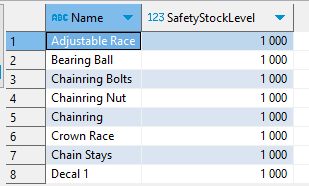 Name 123 SafetyStockLevel
1 Adjustable Race 1 000
2 Bearing Ball 1 000
3 Chainring Bolts 1 000
4 Chainring Nut 1 000
5 Chainring 1 000
6 Crown Race 1 000
7 Chain Stays 1 000
8 Decal 1 1 000